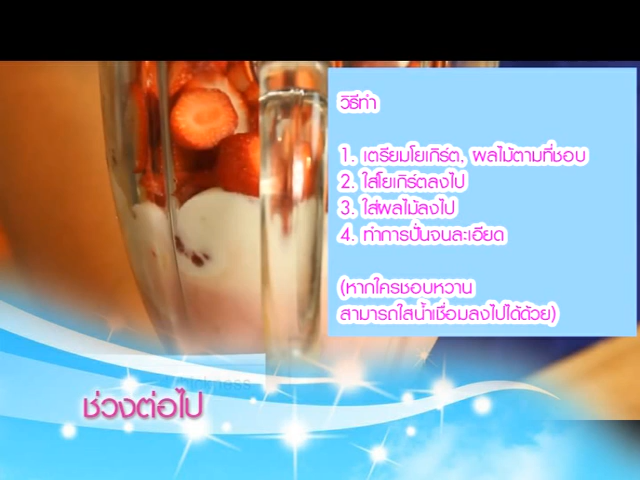 วิธีทำ
1. เตรียมโยเกิร์ต, ผลไม้ตามที่ชอบ
2. ใส่โยเกิร์ตลงไป
3. ใส่ผลไม้ลงไป
4. ทำการปั่นจนละเอียด
(หากใครชอบหวาน
สามารถใส่น้ำเชื่อมลงไปได้ด้วย)
ช่วงต่อไป